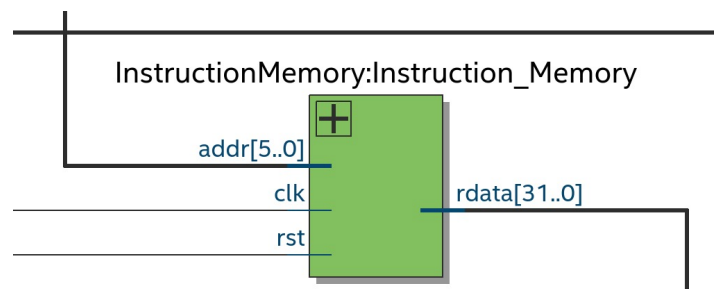 InstructionMemory:Instruction_Memory
addr[5..0]
clk
rdata[31..0]
rst